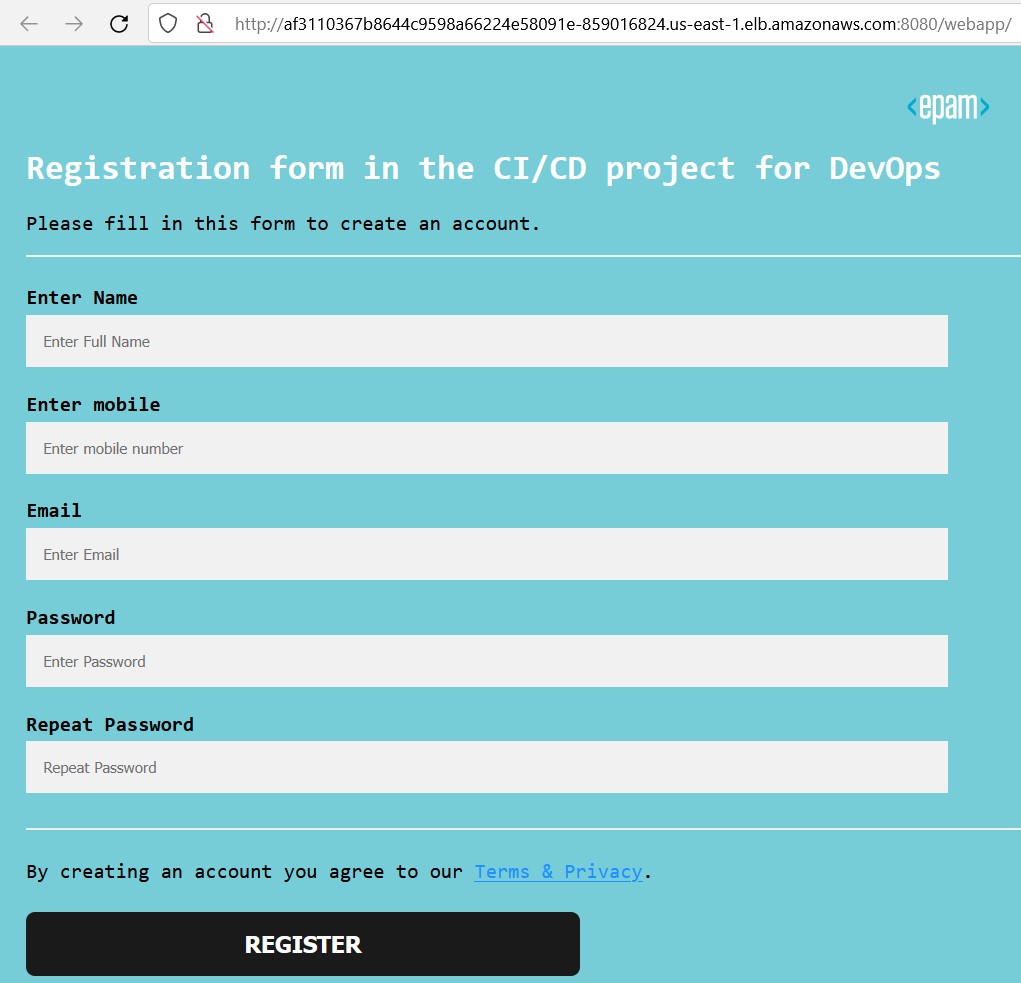 http://af3110367b8644c9598a66224e58091e-859016824.us-east-1.elb.amazonaws.com:8080/webapp/
<epam>
Registration form in the CI/CD project for DevOps
Please fill in this form to create an account.
Enter Name
Enter Full Name
Enter mobile
Enter mobile number
Email
Enter Email
Password
Enter Password
Repeat Password
Repeat Password
By creating an account you agree to our Terms & Privacy.
REGISTER